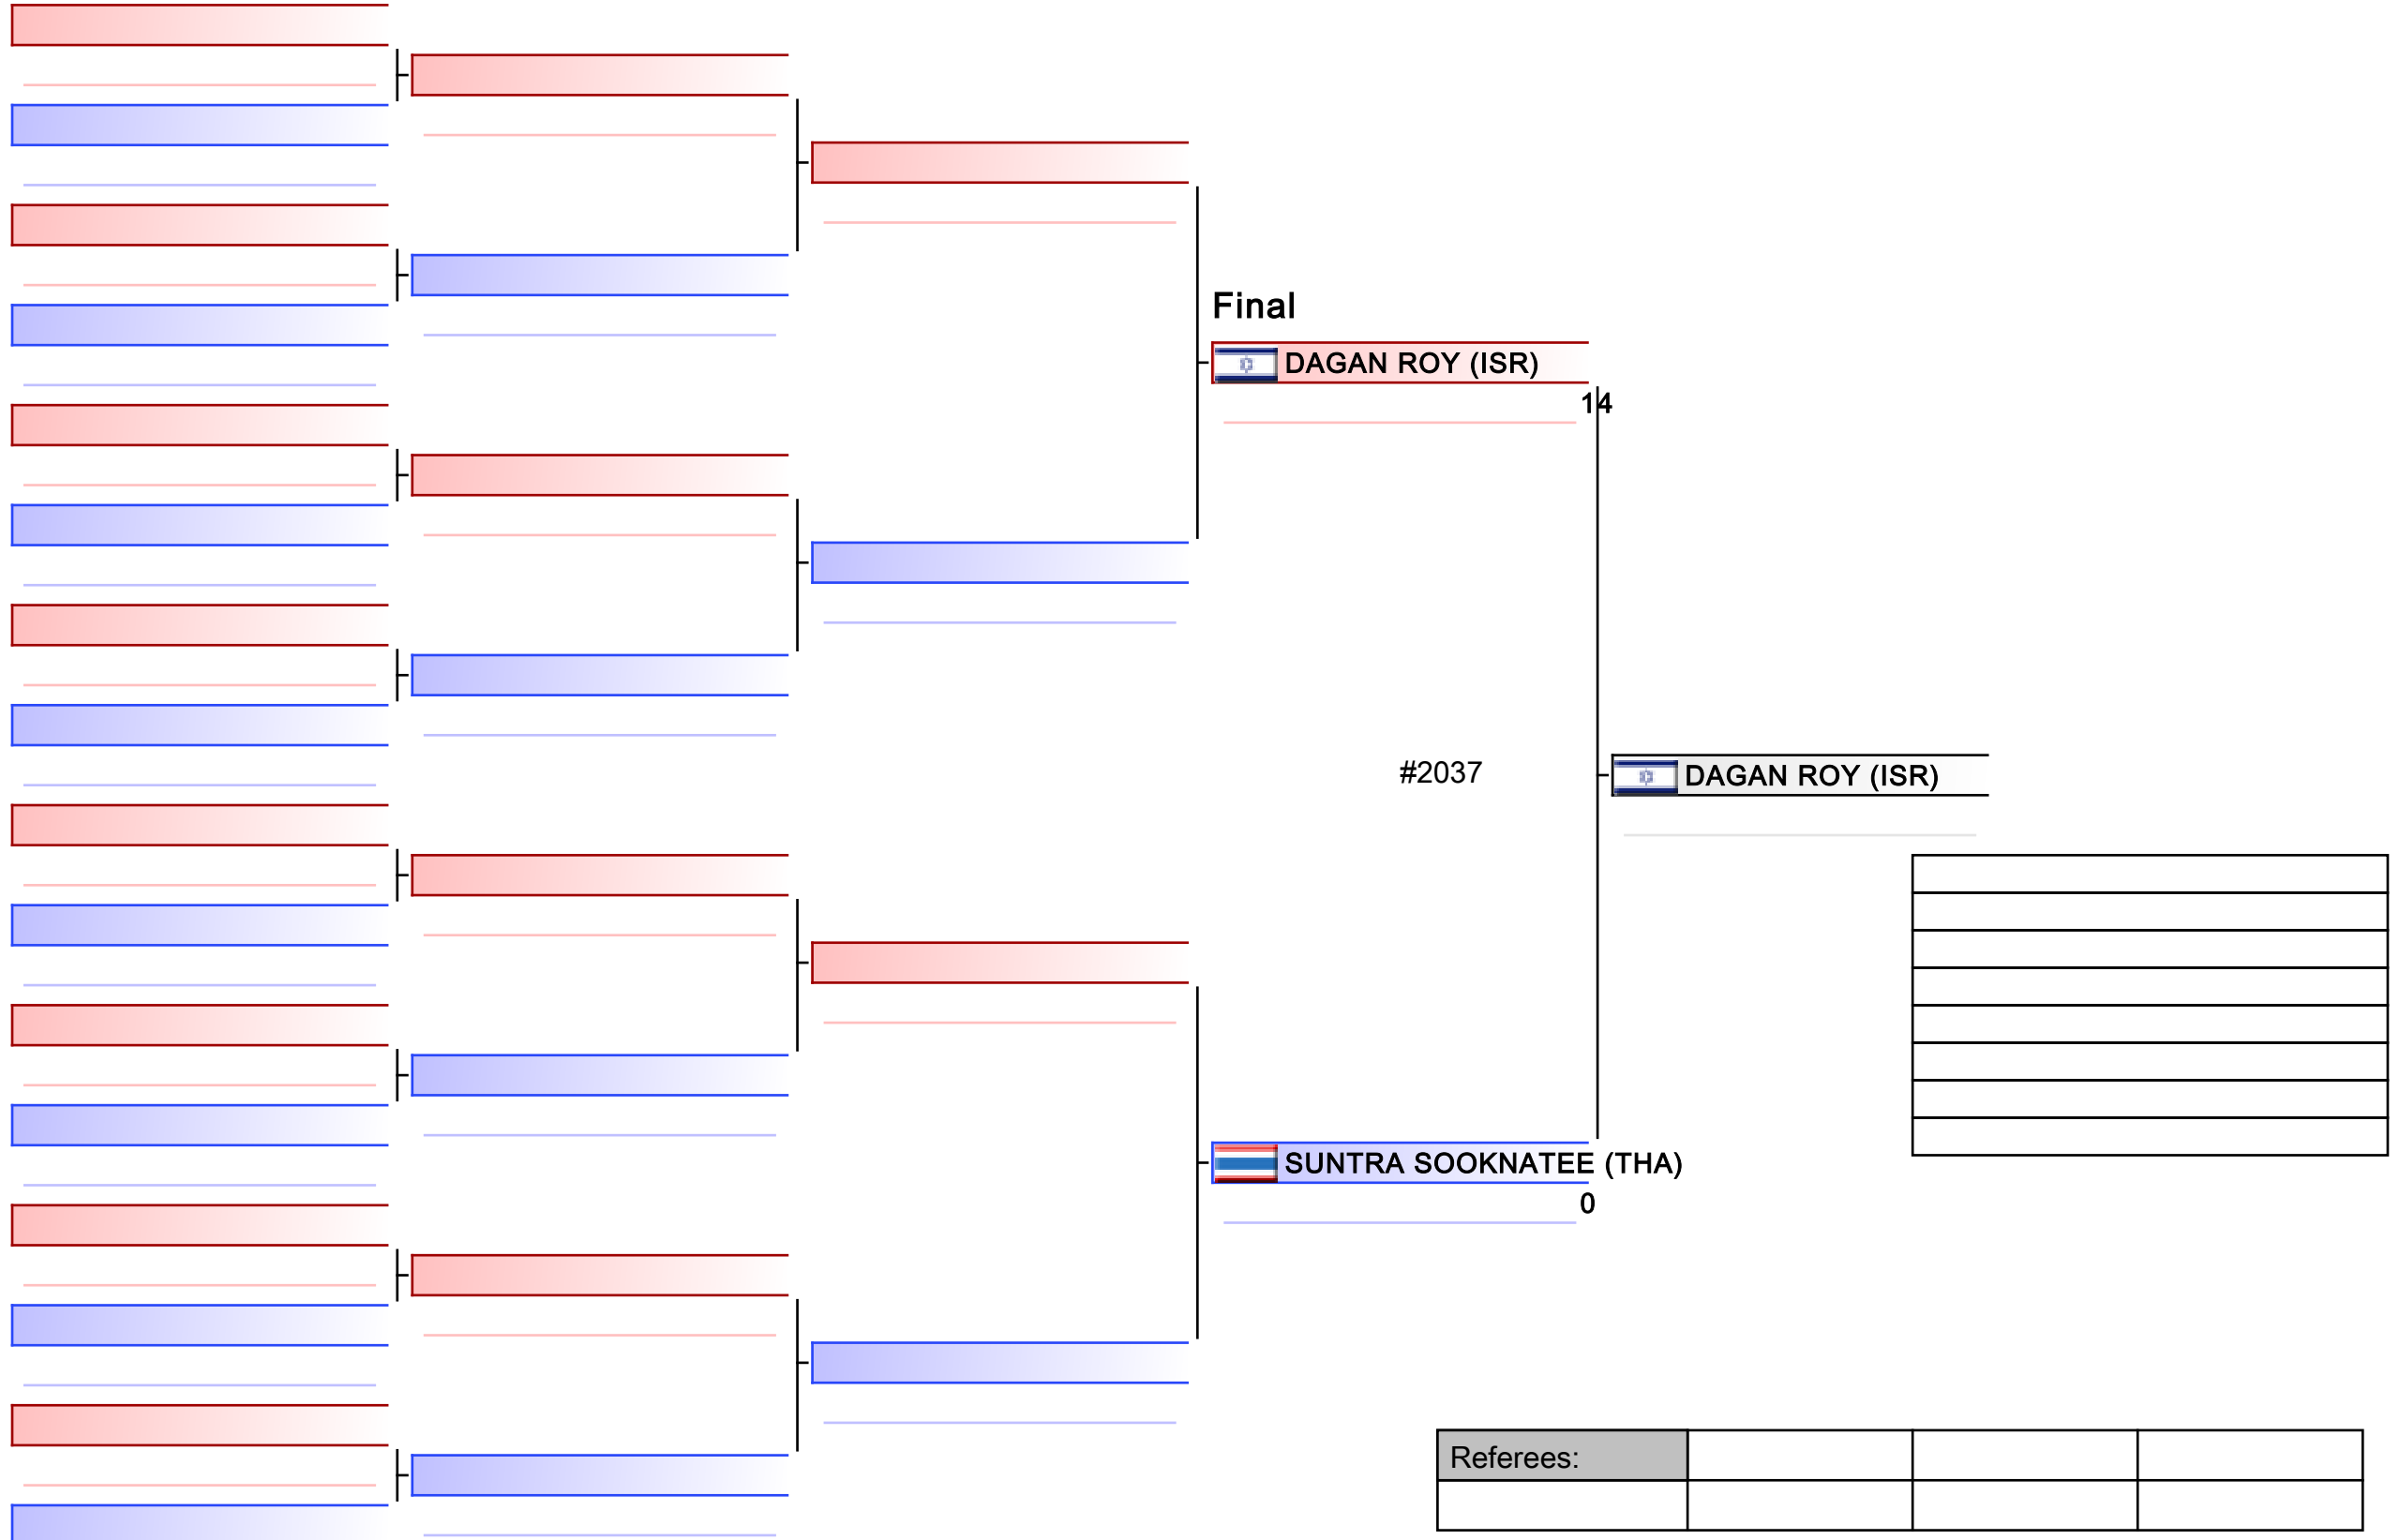 Final
DAGAN ROY (ISR)
14
#2037
DAGAN ROY (ISR)
SUNTRA SOOKNATEE (THA)
0
Referees: